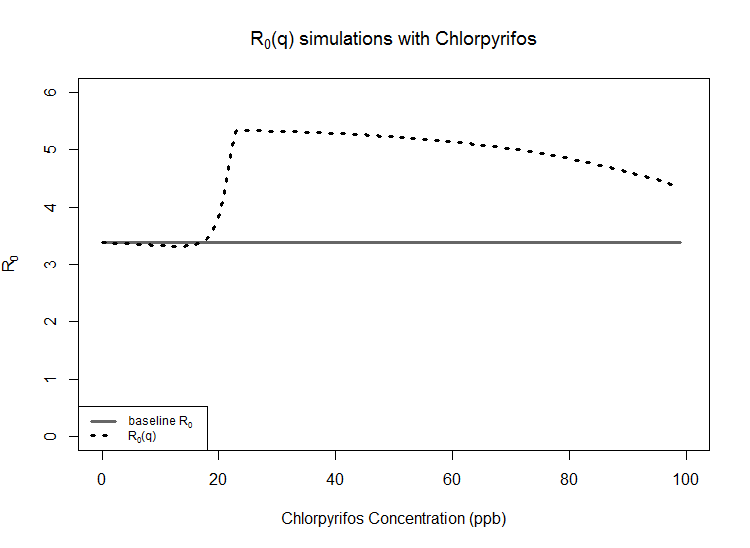 R₀(q) simulations with Chlorpyrifos
6
5
4
3
2
1
0
R₀
baseline R₀
R₀(q)
0 20 40 60 80 100
Chlorpyrifos Concentration (ppb)